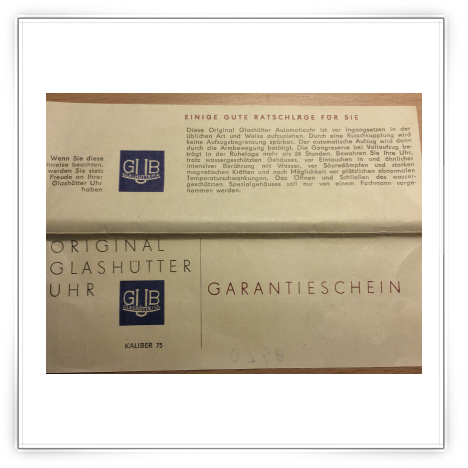 EINIGE GUTE RATSCHLÄGE FÜR SIE
Diese Original Glashütter Automaticuhr ist vor Ingangsetzen in der
üblichen Art und Weise aufzuziehen. Durch eine Rutschkupplung wird
keine Aufzugsbegrenzung spürbar. Der automatische Aufzug wird dann
durch die Armbewegung betätigt. Die Gangreserve bei Vollaufzug be-
trägt in der Ruhelage mehr als 24 Stunden. Bewahren Sie Ihre Uhr,
trotz wassergeschützten Gehäuses, vor Eintauchen in und ähnlicher
intensiver Berührung mit Wasser, vor Säuredämpfen und starken
magnetischen Kräften und nach Möglichkeit vor plötzlichen abnormalen
Temperaturschwankungen. Das Öffnen und Schließen des wasser-
geschützten Spezialgehäuses soll nur von einem Fachmann vorge-
nommen werden.
Wenn Sie diese
nweise beachten,
werden Sie stets
Freude an Ihrer
Glashütter Uhr
haben
GUB
GLASHÜTTE/SA.
ORIGINAL
GLASHÜTTER
UHR
GUB
GLASHÜTTE/SA.
KALIBER 75
GARANTIESCHEIN